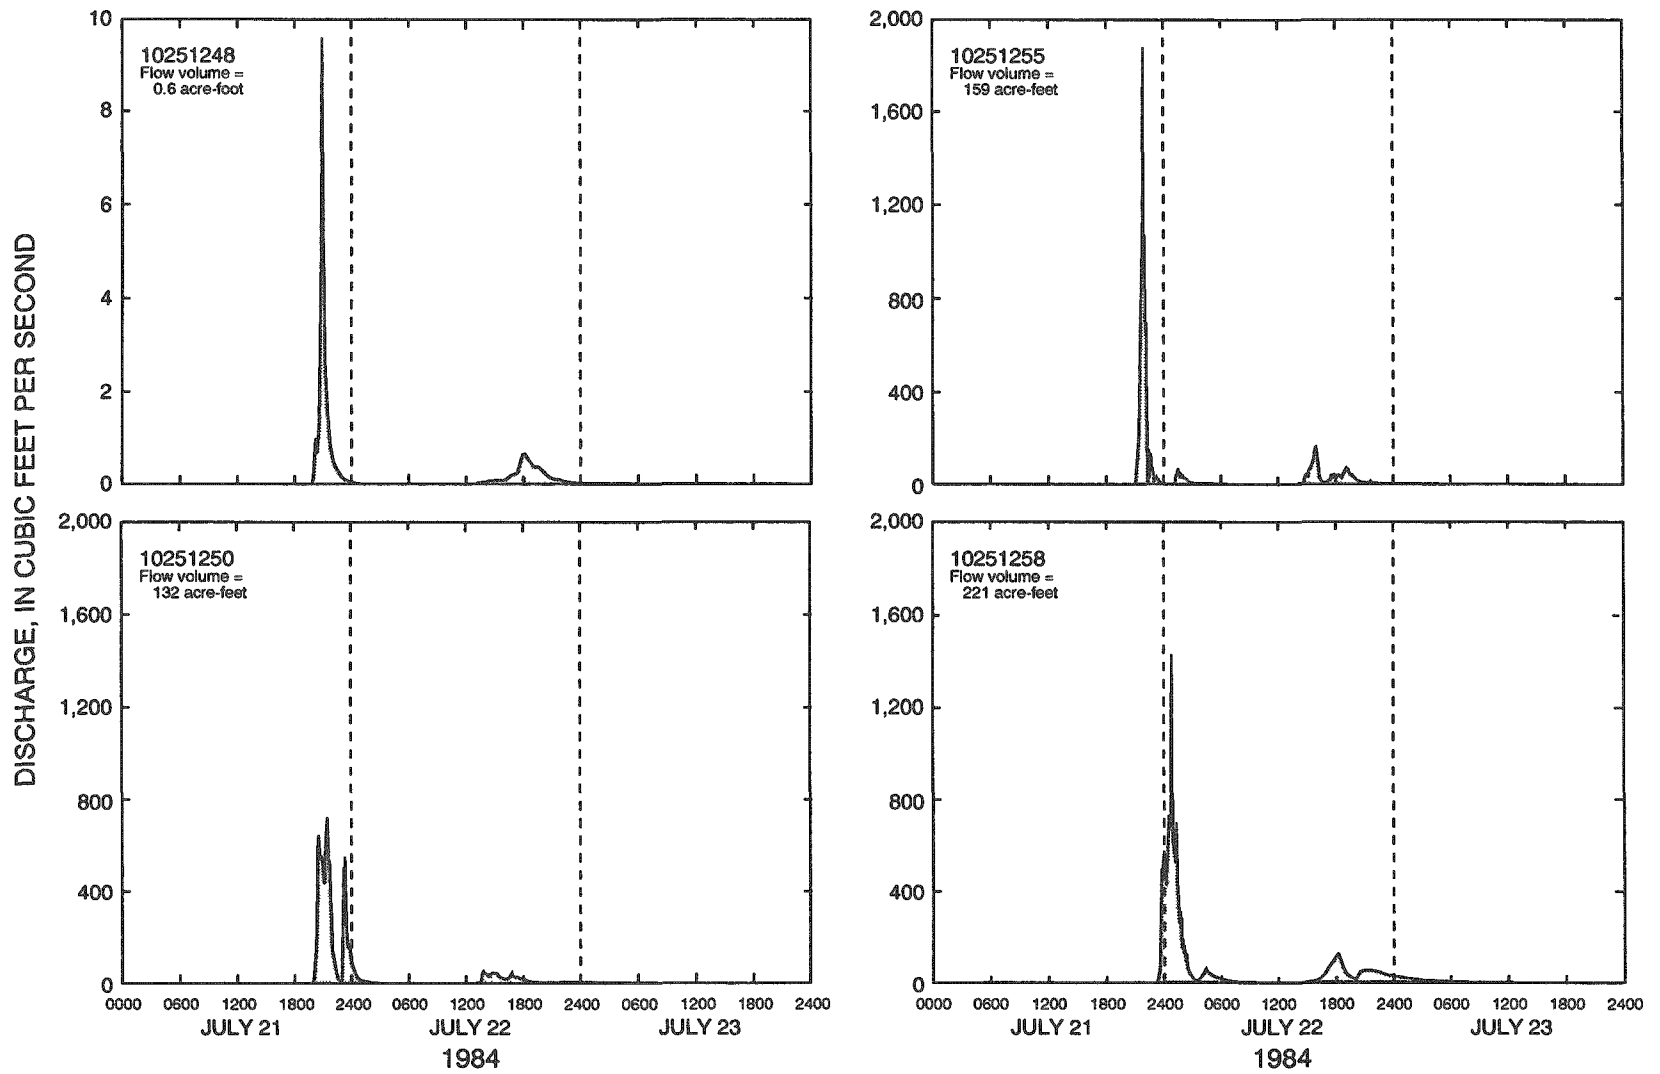 DISCHARGE, IN CUBIC FEET PER SECOND
10
8
6
4
2
0
10251248
Flow volume =
0.6 acre-foot
2,000
1,600
1,200
800
400
0
10251255
Flow volume =
159 acre-feet
2,000
1,600
1,200
800
400
0
10251250
Flow volume =
132 acre-feet
0000 0600 1200 1800 2400 0600 1200 1800 2400 0600 1200 1800 2400
JULY 21 JULY 22 JULY 23
1984
2,000
1,600
1,200
800
400
0
10251258
Flow volume =
221 acre-feet
0000 0600 1200 1800 2400 0600 1200 1800 2400 0600 1200 1800 2400
JULY 21 JULY 22 JULY 23
1984